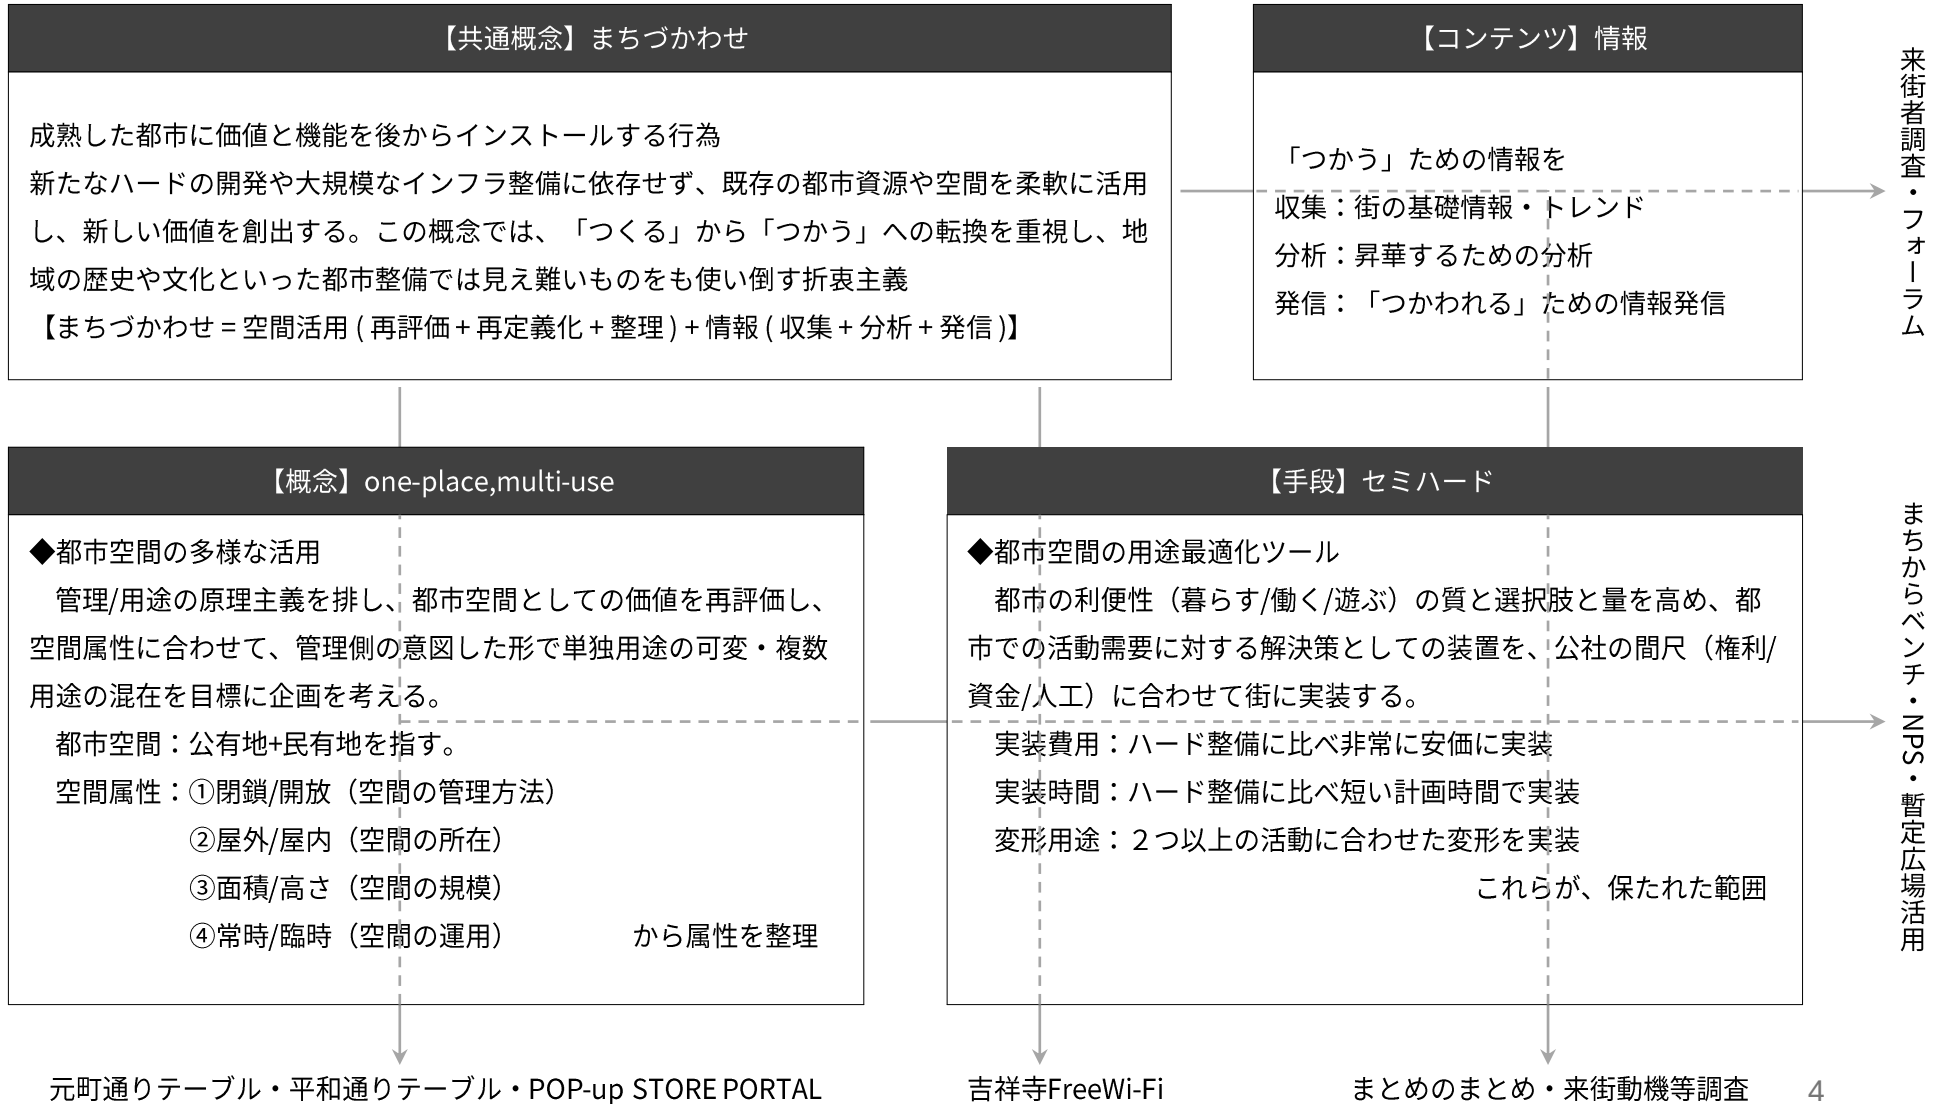 【共通概念】まちづかわせ
成熟した都市に価値と機能を後からインストールする行為
新たなハードの開発や大規模なインフラ整備に依存せず、既存の都市資源や空間を柔軟に活用
し、新しい価値を創出する。この概念では、「つくる」から「つかう」への転換を重視し、地
域の歴史や文化といった都市整備では見え難いものをも使い倒す折衷主義
【まちづかわせ = 空間活用 ( 再評価 + 再定義化 + 整理 ) + 情報 ( 収集 + 分析 + 発信 )】
【コンテンツ】情報
「つかう」ための情報を
収集：街の基礎情報・トレンド
分析：昇華するための分析
発信：「つかわれる」ための情報発信
来街者調査・フォーラム
【概念】one-place,multi-use
◆都市空間の多様な活用
管理/用途の原理主義を排し、都市空間としての価値を再評価し、
空間属性に合わせて、管理側の意図した形で単独用途の可変・複数
用途の混在を目標に企画を考える。
都市空間：公有地+民有地を指す。
空間属性：①閉鎖/開放（空間の管理方法）
②屋外/屋内（空間の所在）
③面積/高さ（空間の規模）
④常時/臨時（空間の運用） から属性を整理
【手段】セミハード
◆都市空間の用途最適化ツール
都市の利便性（暮らす/働く/遊ぶ）の質と選択肢と量を高め、都
市での活動需要に対する解決策としての装置を、公社の間尺（権利/
資金/人工）に合わせて街に実装する。
実装費用：ハード整備に比べ非常に安価に実装
実装時間：ハード整備に比べ短い計画時間で実装
変形用途：２つ以上の活動に合わせた変形を実装
これらが、保たれた範囲
まちからベンチ・NPS・暫定広場活用
元町通りテーブル・平和通りテーブル・POP-up STORE PORTAL
吉祥寺FreeWi-Fi
まとめのまとめ・来街動機等調査
4